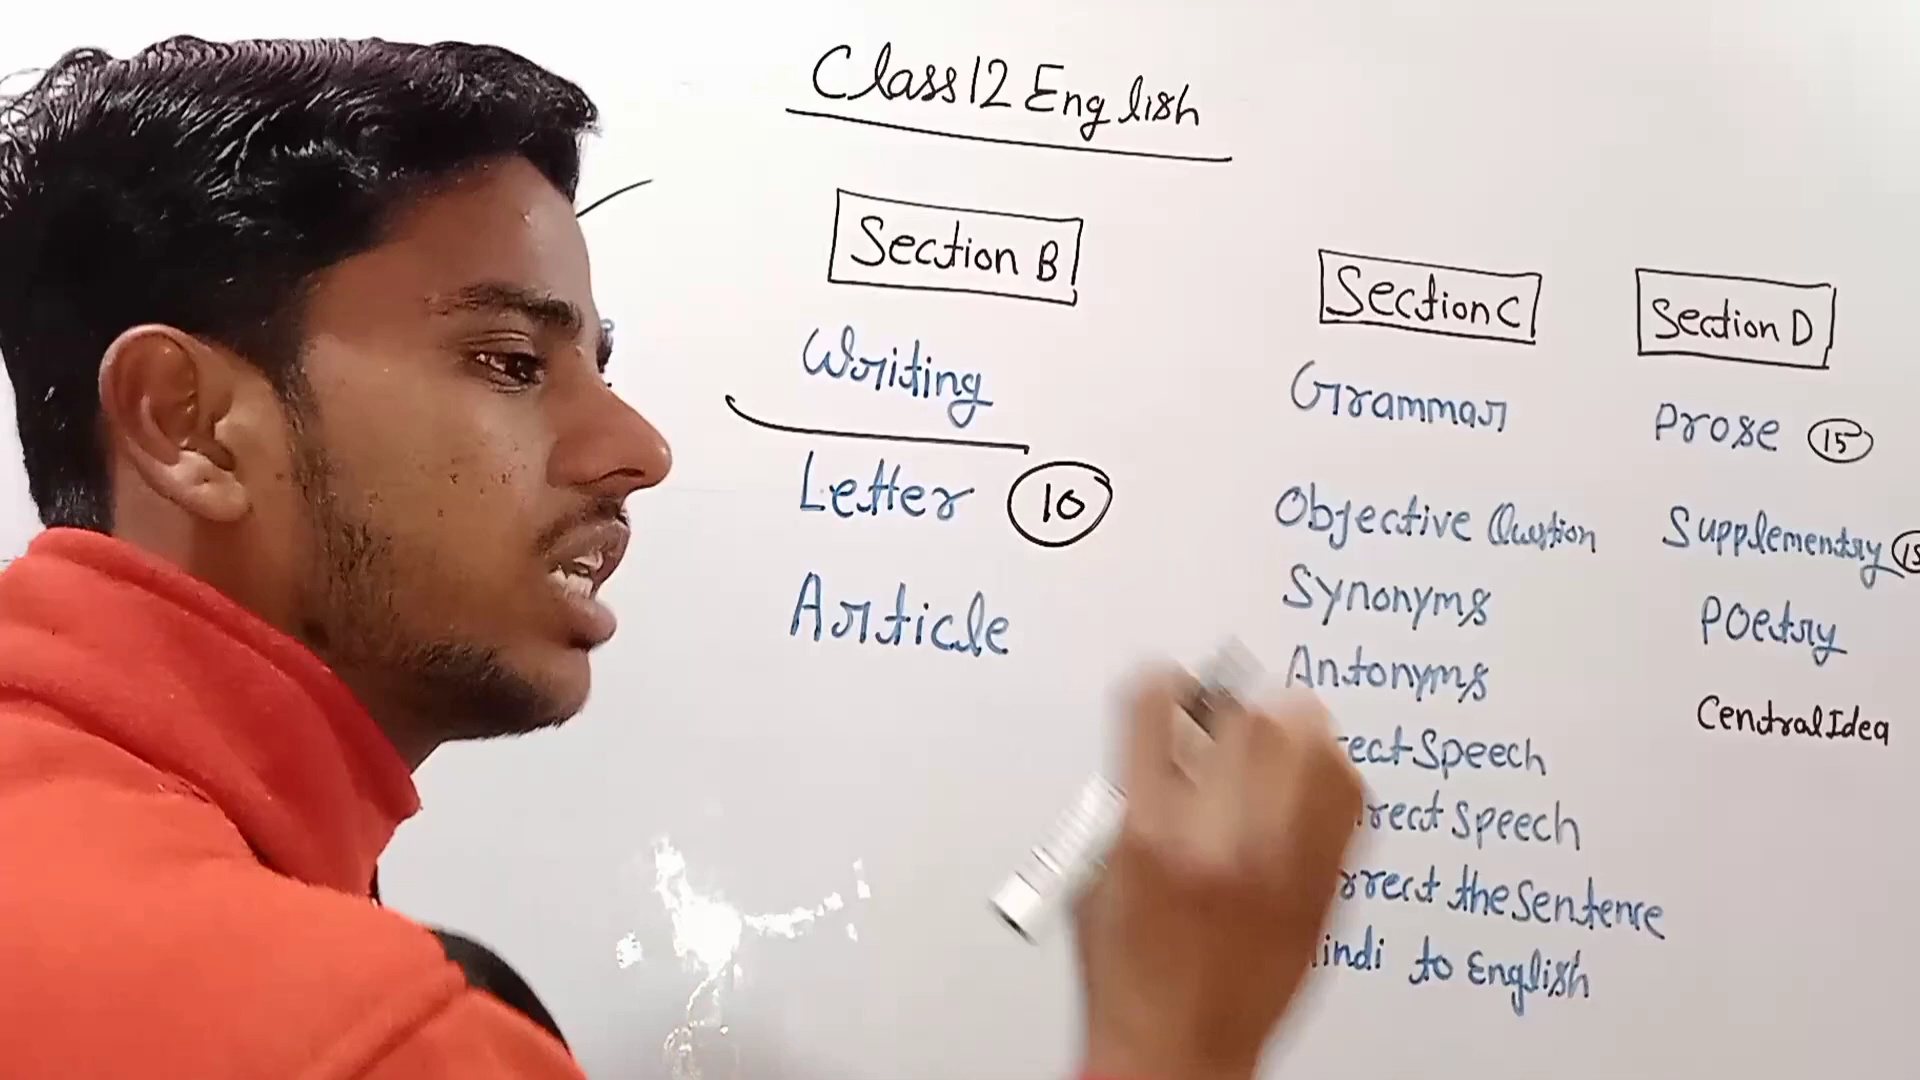 Class 12 English
Section B
Writing
Letter 10
Article
Section C
Grammar
Objective Question
Synonyms
Antonyms
Speech
Speech
the Sentence
to English
Section D
Prose 15
Supplementry
Poetry
Central Idea